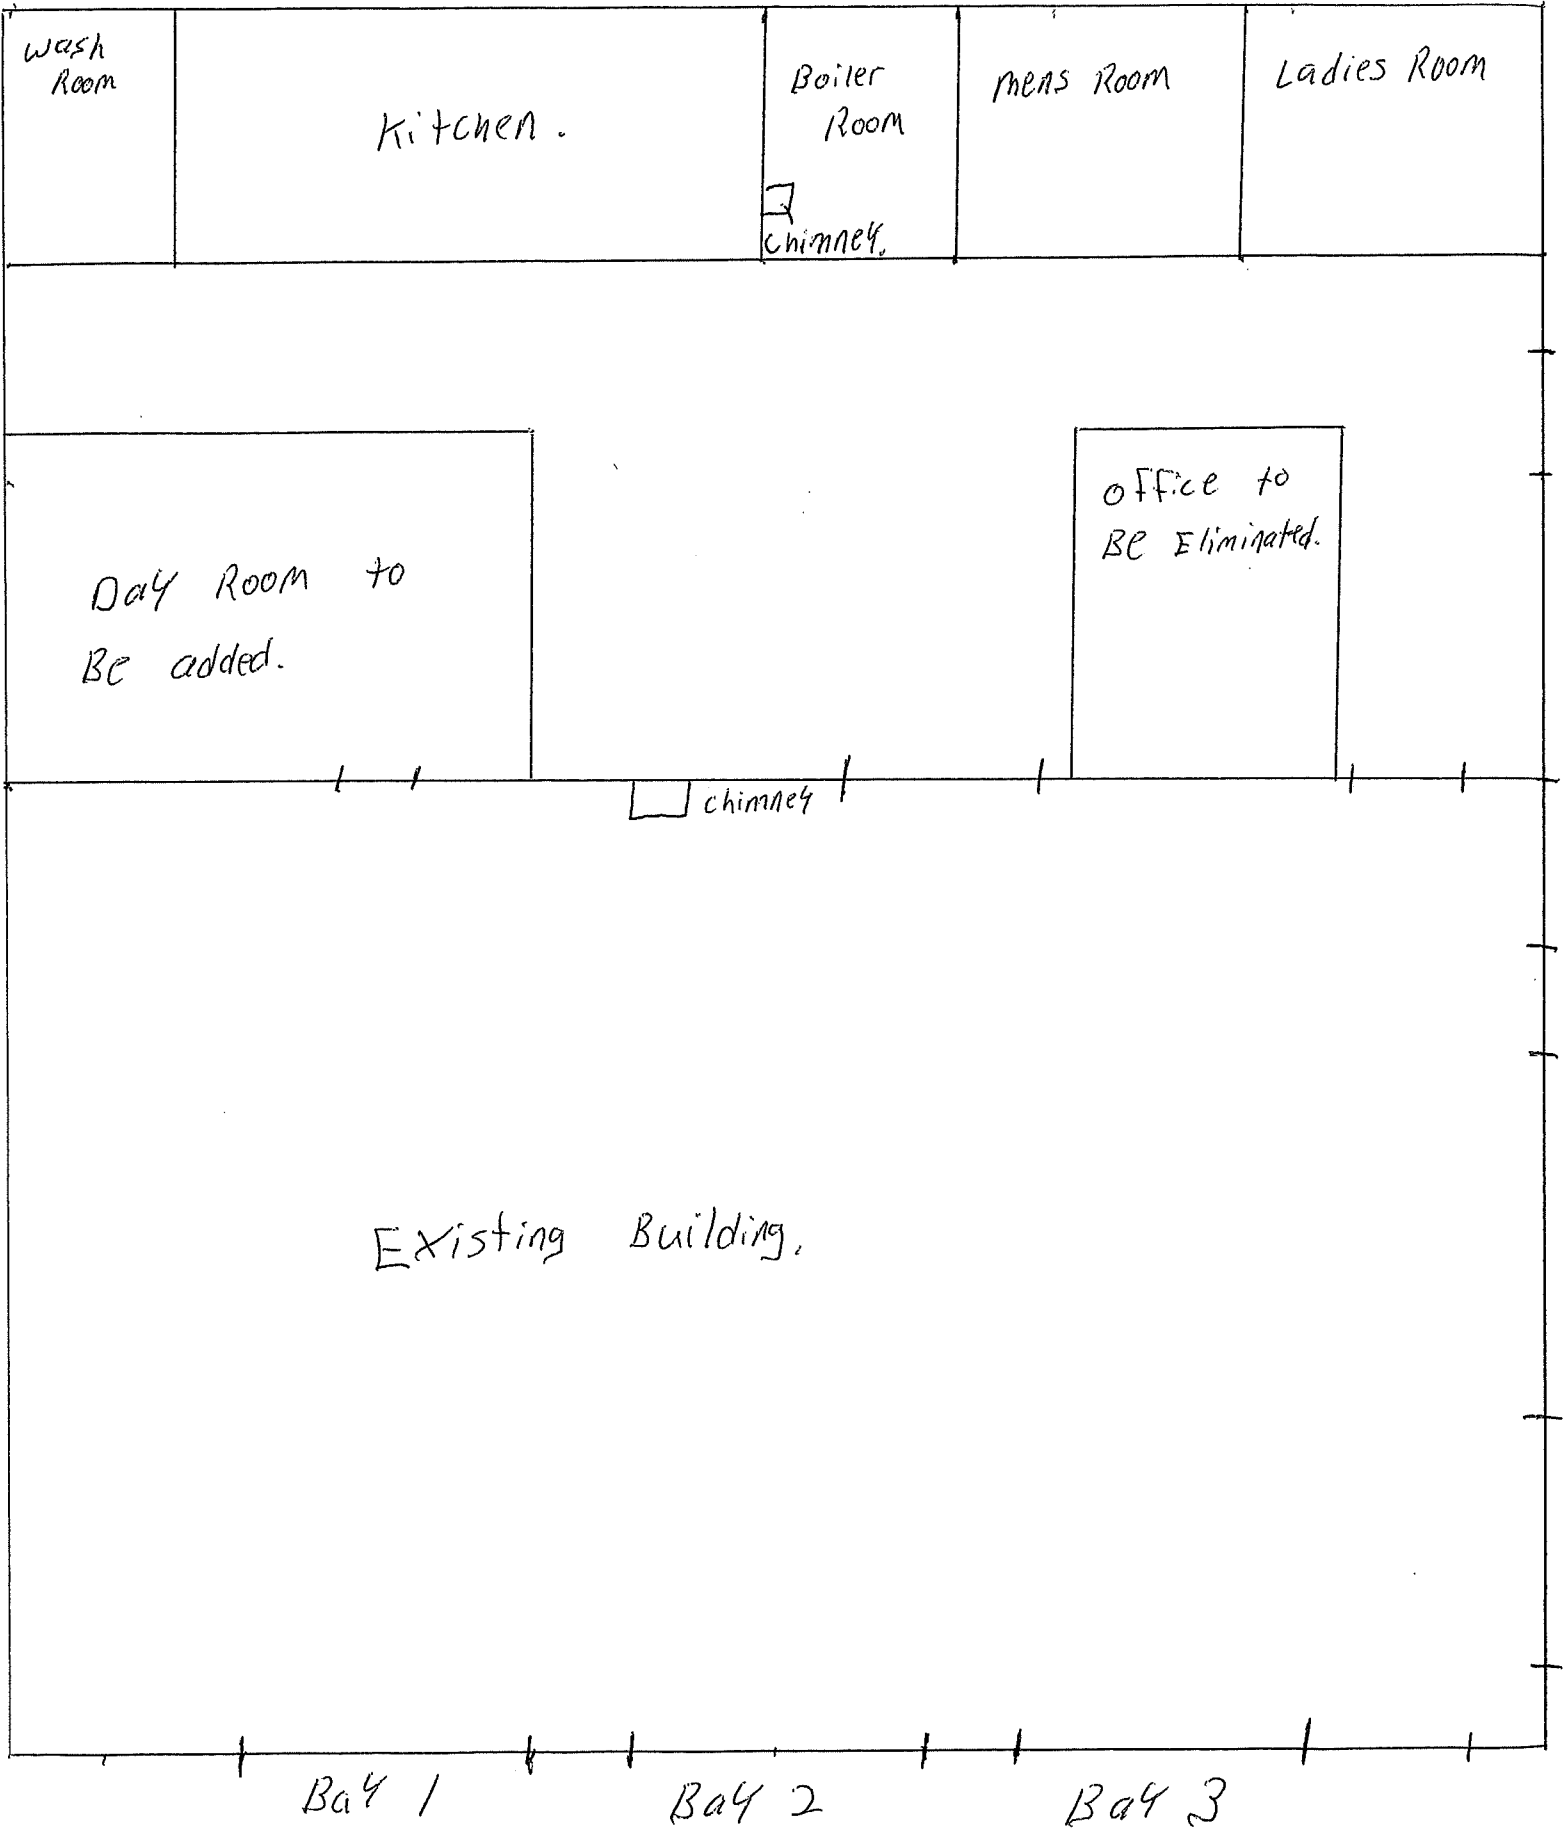 Wash
Room
Kitchen.
Boiler
Room
chimney.
mens Room
Ladies Room
Day Room to
Be added.
office to
BE Eliminated.
chimney
Existing Building.
Bay 1
Bay 2
Bay 3